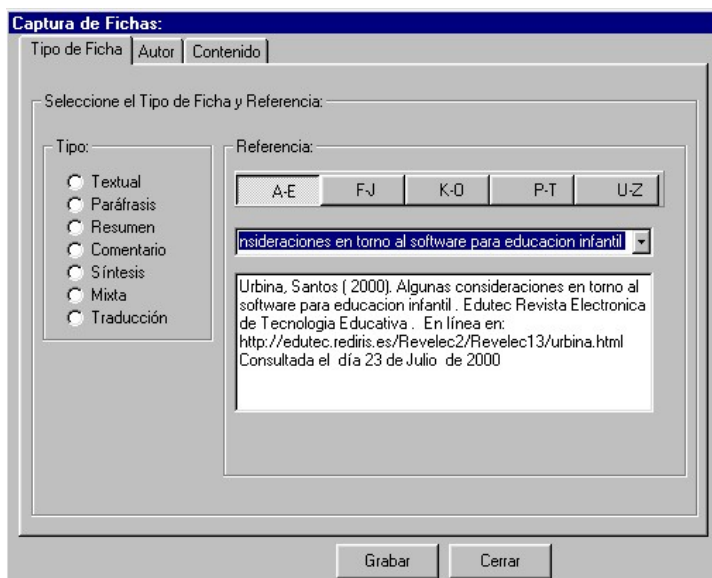 Captura de Fichas:
Tipo de Ficha
Autor
Contenido
Seleccione el Tipo de Ficha y Referencia:
Tipo:
Textual
Paráfrasis
Resumen
Comentario
Síntesis
Mixta
Traducción
Referencia:
A-E
F-J
K-O
P-T
U-Z
nsideraciones en torno al software para educacion infantil
Urbina, Santos ( 2000). Algunas consideraciones en torno al
software para educacion infantil . Edutec Revista Electronica
de Tecnologia Educativa .  En línea en:
http://edutec.rediris.es/Revelec2/Revelec13/urbina.html
Consultada el  día 23 de Julio  de 2000
Grabar
Cerrar